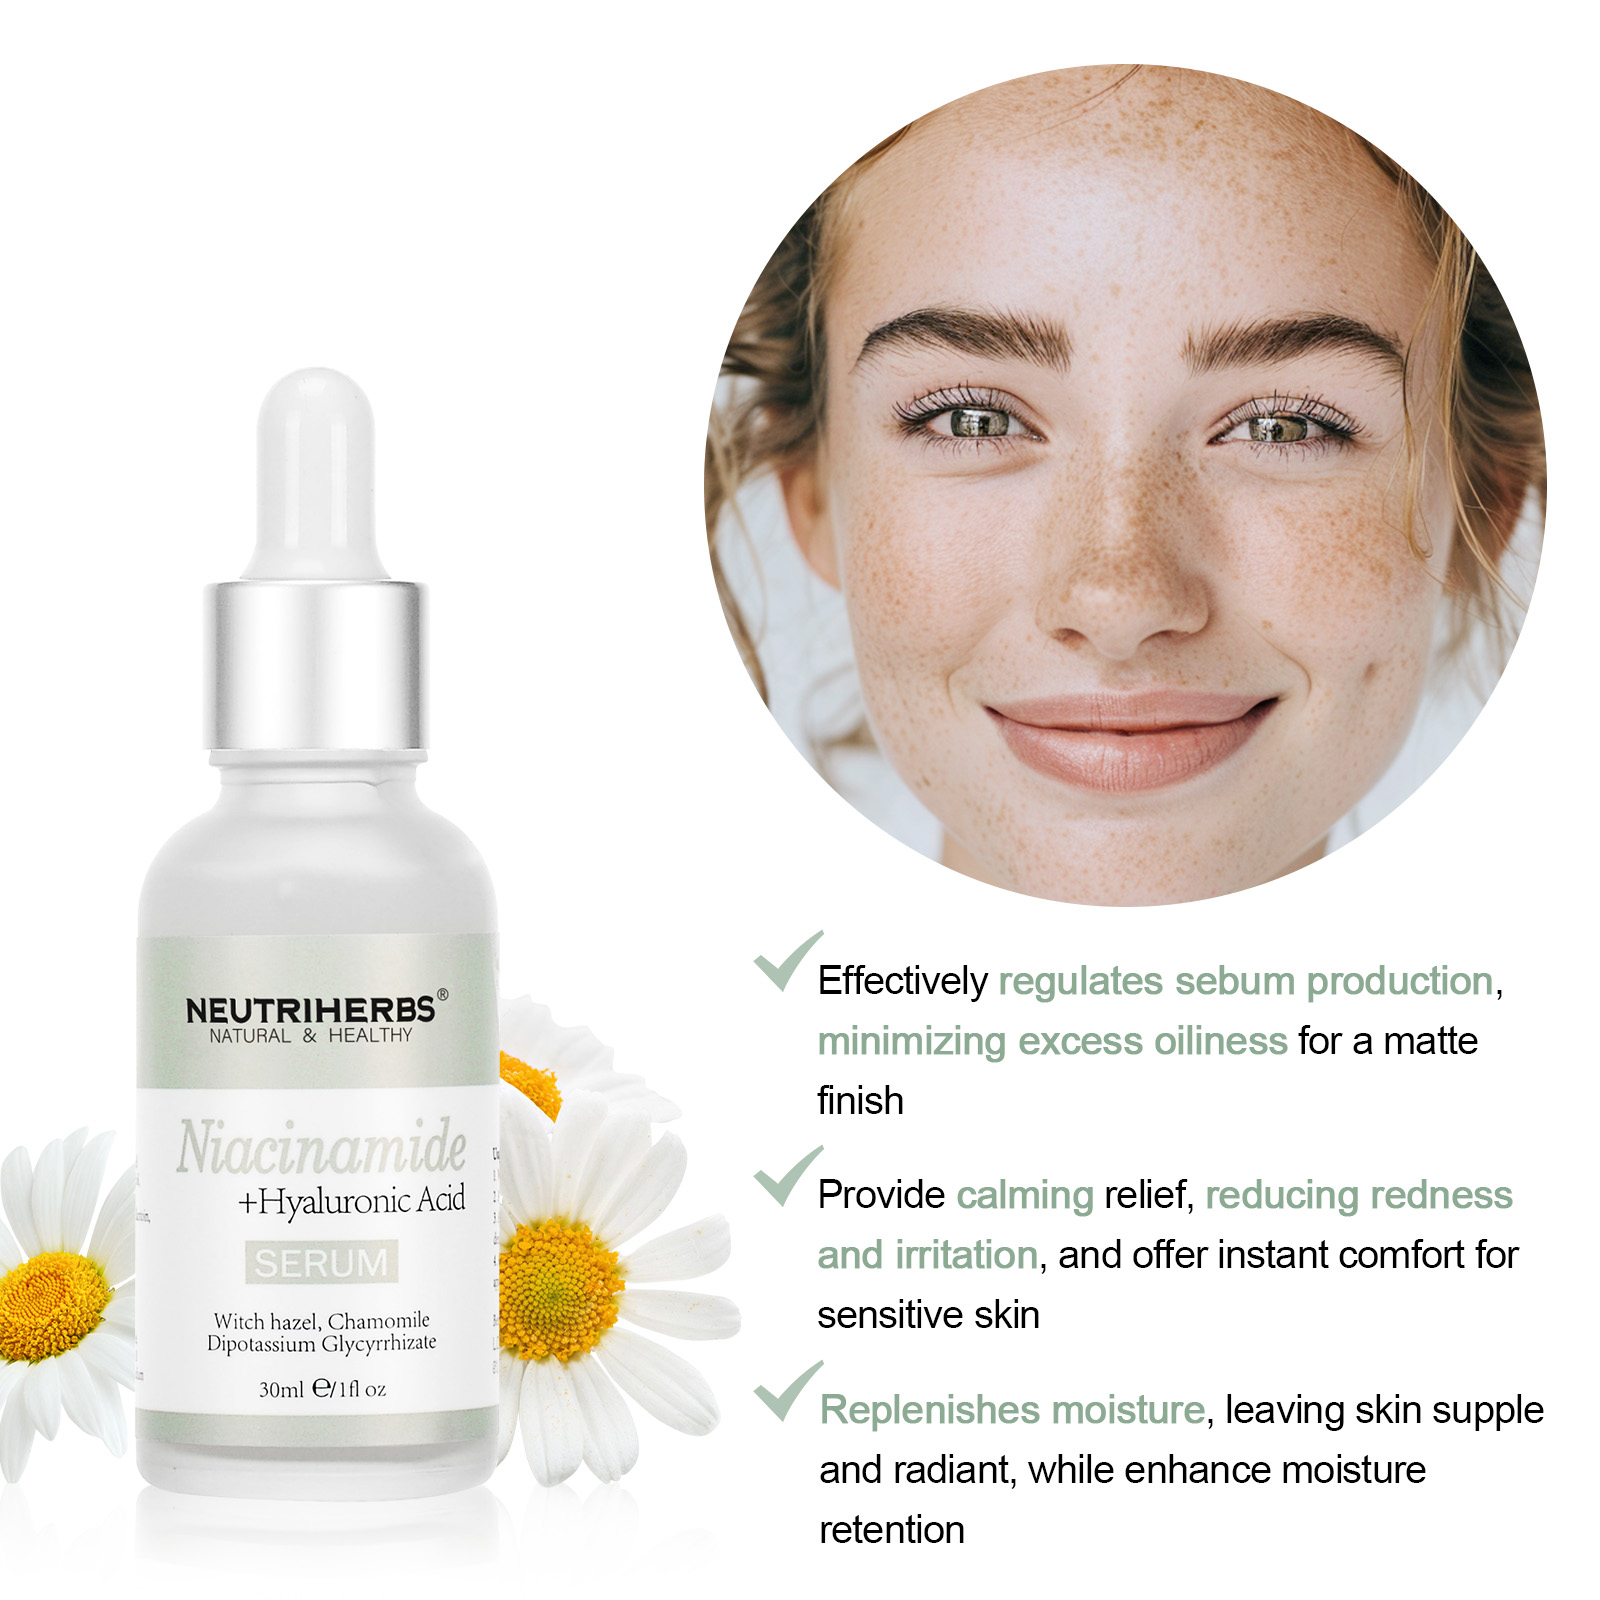 NEUTRIHERBS®
NATURAL & HEALTHY
Niacinamide
+Hyaluronic Acid
SERUM
Witch hazel, Chamomile
Dipotassium Glycyrrhizate
30ml ℮/1fl oz
Effectively regulates sebum production,
minimizing excess oiliness for a matte
finish
Provide calming relief, reducing redness
and irritation, and offer instant comfort for
sensitive skin
Replenishes moisture, leaving skin supple
and radiant, while enhance moisture
retention